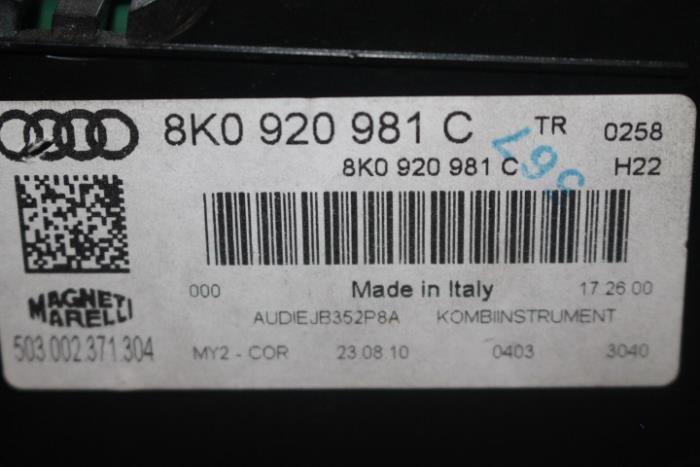 8K0 920 981 C TR 0258
8K0 920 981 C H22
367
000 Made in Italy 17 26 00
MAGNETI
MARELLI
AUDIEJB352P8A KOMBIINSTRUMENT
503 002.371.304
MY2 - COR 23.08.10 0403 3040